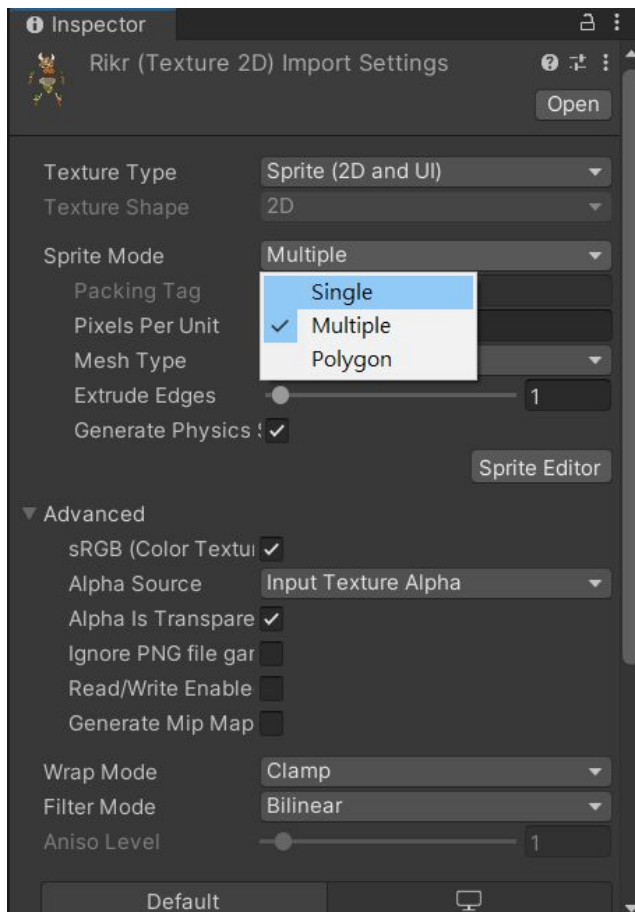 Inspector
Rikr (Texture 2D) Import Settings
Open
Texture Type Sprite (2D and UI)
Texture Shape 2D
Sprite Mode Multiple
Packing Tag Single
Pixels Per Unit Multiple
Mesh Type Polygon
Extrude Edges 1
Generate Physics S
Sprite Editor
Advanced
sRGB (Color Textur
Alpha Source Input Texture Alpha
Alpha Is Transpare
Ignore PNG file gar
Read/Write Enable
Generate Mip Map
Wrap Mode Clamp
Filter Mode Bilinear
Aniso Level 1
Default